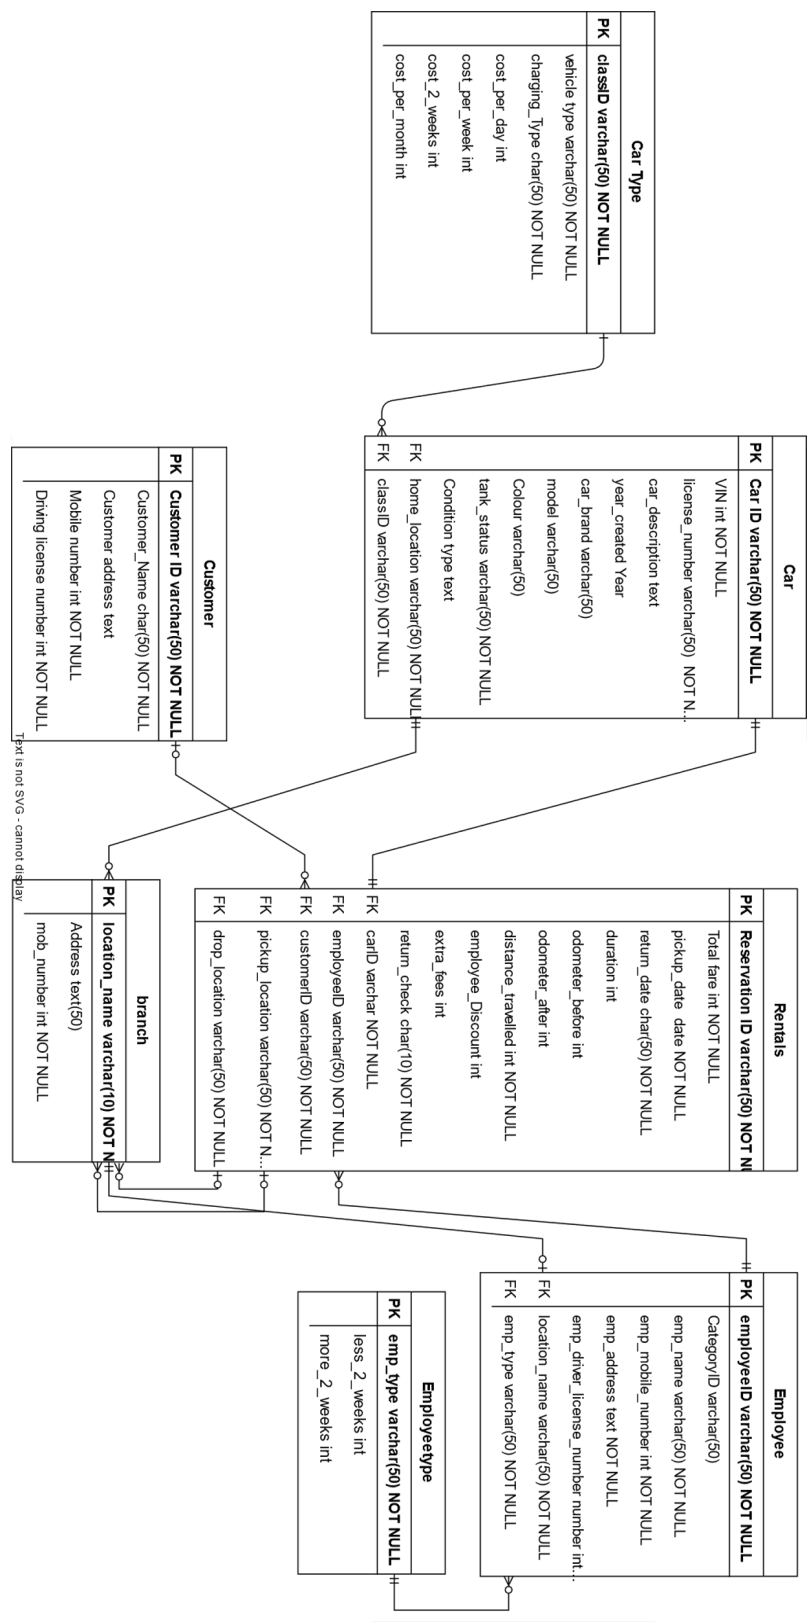 Car Type
PK classID varchar(50) NOT NULL
vehicle type varchar(50) NOT NULL
charging_Type char(50) NOT NULL
cost_per_day int
cost_per_week int
cost_2_weeks int
cost_per_month int
Car
PK Car ID varchar(50) NOT NULL
VIN int NOT NULL
license_number varchar(50) NOT N...
car_description text
year_created Year
car_brand varchar(50)
model varchar(50)
Colour varchar(50)
tank_status varchar(50) NOT NULL
Condition type text
FK home_location varchar(50) NOT NULL
FK classID varchar(50) NOT NULL
Customer
PK Customer ID varchar(50) NOT NULL
Customer_Name char(50) NOT NULL
Customer address text
Mobile number int NOT NULL
Driving license number int NOT NULL
Rentals
PK Reservation ID varchar(50) NOT NU
Total fare int NOT NULL
pickup_date date NOT NULL
return_date char(50) NOT NULL
duration int
odometer_before int
odometer_after int
distance_travelled int NOT NULL
employee_Discount int
extra_fees int
return_check char(10) NOT NULL
FK carID varchar NOT NULL
FK employeeID varchar(50) NOT NULL
FK customerID varchar(50) NOT NULL
FK pickup_location varchar(50) NOT N...
FK drop_location varchar(50) NOT NULL
branch
PK location_name varchar(10) NOT N
Address text(50)
mob_number int NOT NULL
Employee
PK employeeID varchar(50) NOT NULL
CategoryID varchar(50)
emp_name varchar(50) NOT NULL
emp_mobile_number int NOT NULL
emp_address text NOT NULL
emp_driver_license_number number int...
FK location_name varchar(50) NOT NULL
FK emp_type varchar(50) NOT NULL
Employeetype
PK emp_type varchar(50) NOT NULL
less_2_weeks int
more_2_weeks int
Text is not SVG - cannot display